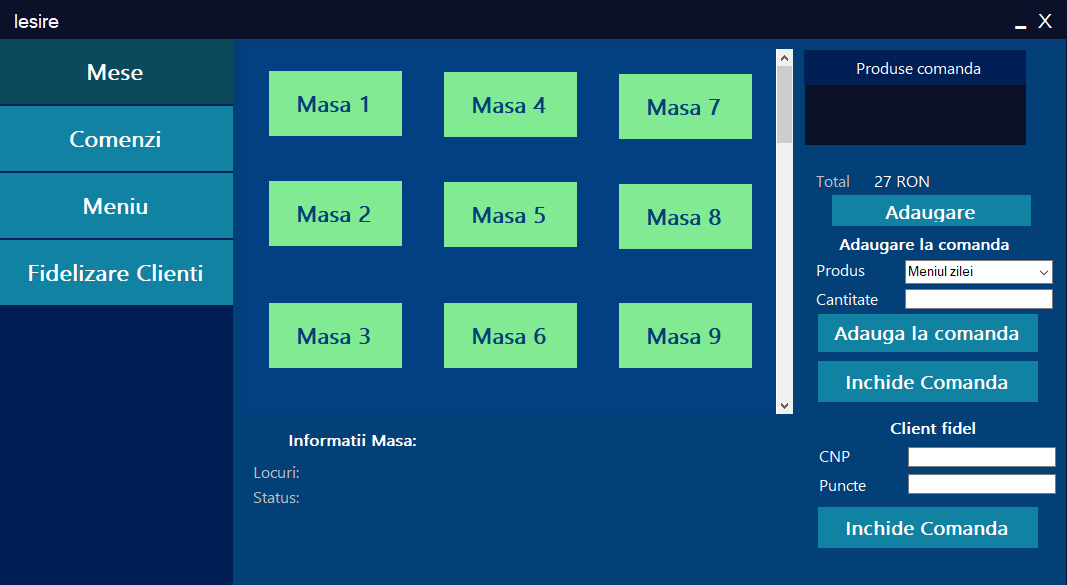 Iesire
X
Mese
Comenzi
Meniu
Fidelizare Clienti
Masa 1
Masa 4
Masa 7
Masa 2
Masa 5
Masa 8
Masa 3
Masa 6
Masa 9
Informatii Masa:
Locuri:
Status:
Produse comanda
Total 27 RON
Adaugare
Adaugare la comanda
Produs Meniul zilei
Cantitate
Adauga la comanda
Inchide Comanda
Client fidel
CNP
Puncte
Inchide Comanda